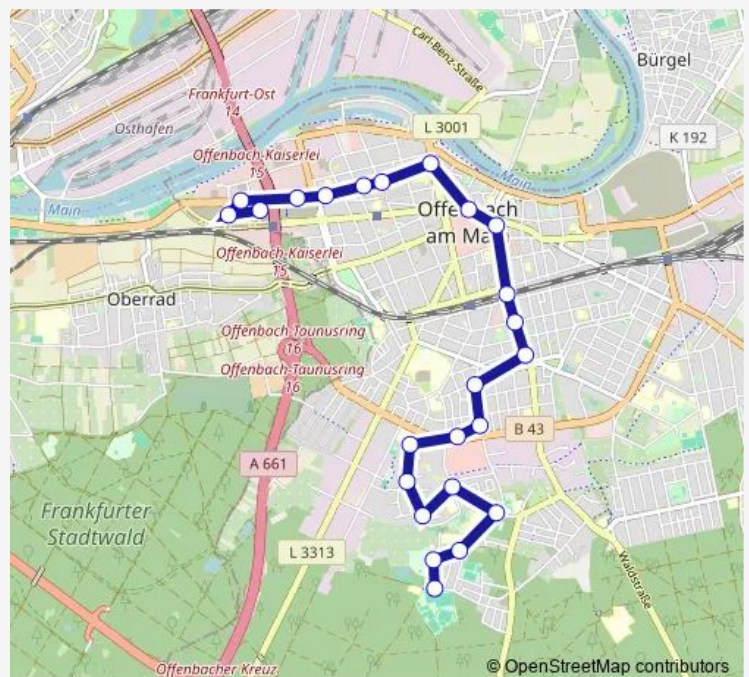 Carl-Benz-Straße
Bürgel
Frankfurt-Ost
14
Osthafen
L 3001
K 192
Offenbach-Kaiserlei
15
Main
Main
Offenbach
am Ma
Offenbach-Kaiserlei
15
Oberrad
Offenbach-Taunusring
16
Offenbach-Taunusring
16
B 43
A 661
Frankfurter
Stadtwald
L 3313
Waldstraße
Offenbacher Kreuz
© OpenStreetMap contributors